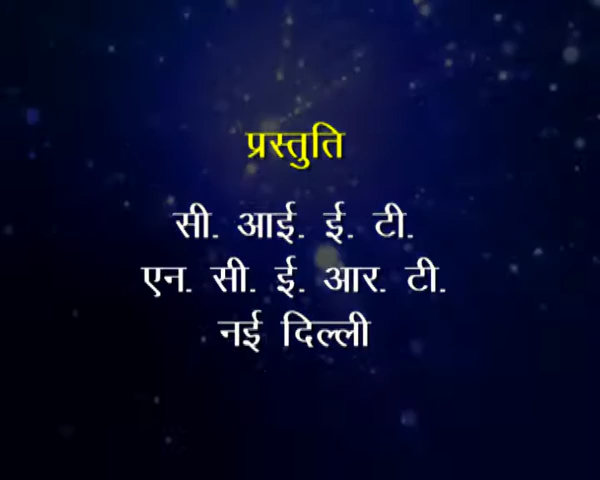 प्रस्तुति
सी. आई. ई. टी.
एन. सी. ई. आर. टी.
नई दिल्ली